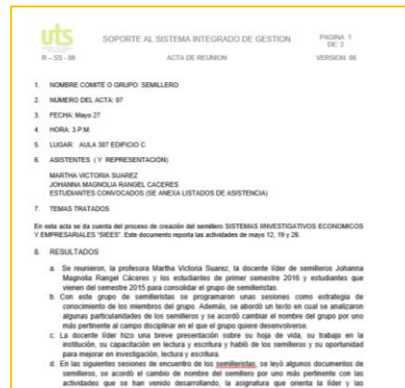 uts
SOPORTE AL SISTEMA INTEGRADO DE GESTION
PAGINA 1
DE: 2
R – SS - 08
ACTA DE REUNION
VERSION: 06
1. NOMBRE COMITÉ O GRUPO: SEMILLERO
2. NUMERO DEL ACTA: 07
3. FECHA: Mayo 27
4. HORA: 3 P.M.
5. LUGAR: AULA 307 EDIFICIO C
6. ASISTENTES ( Y REPRESENTACIÓN)
MARTHA VICTORIA SUAREZ
JOHANNA MAGNOLIA RANGEL CACERES
ESTUDIANTES CONVOCADOS (SE ANEXA LISTADOS DE ASISTENCIA)
7. TEMAS TRATADOS
En esta acta se da cuenta del proceso de creación del semillero SISTEMAS IINVESTIGATIVOS ECONOMICOS
Y EMPRESARIALES "SIEES". Este documento reporta las actividades de mayo 12, 19 y 26.
8. RESULTADOS
a. Se reunieron, la profesora Martha Victoria Suarez, la docente líder de semilleros Johanna
Magnolia Rangel Cáceres y los estudiantes de primer semestre 2016 y estudiantes que
vienen del semestre 2015 para consolidar el grupo de semilleristas.
b. Con este grupo de semilleristas se programaron unas sesiones como estrategia de
conocimiento de los miembros del grupo. Además, se abordó un texto en cual se analizaron
algunas particularidades de los semilleros y se acordó cambiar el nombre del grupo por uno
más pertinente al campo disciplinar en el que el grupo quiere desenvolverse.
c. La docente líder hizo una breve presentación sobre su hoja de vida, su trabajo en la
institución, su capacitación en lectura y escritura y habló de los semilleros y su oportunidad
para mejorar en investigación, lectura y escritura.
d. En las siguientes sesiones de encuentro de los semilleristas, se leyó algunos documentos de
semilleros, se acordó el cambio de nombre del semillero por uno más pertinente con las
actividades que se han venido desarrollando, la asignatura que orienta la líder y las